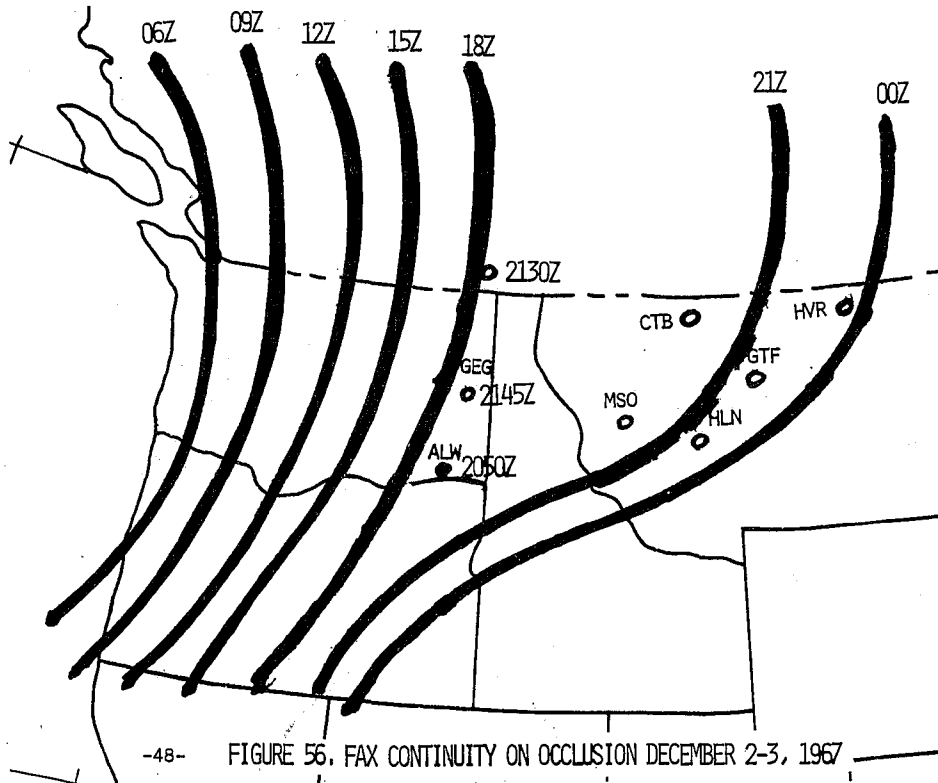 06Z 09Z 12Z 15Z 18Z 21Z 00Z
2130Z
CTB
HVR
GEG
2145Z
GTF
MSO
HLN
ALW
2050Z
-48- FIGURE 56. FAX CONTINUITY ON OCCLUSION DECEMBER 2-3, 1967